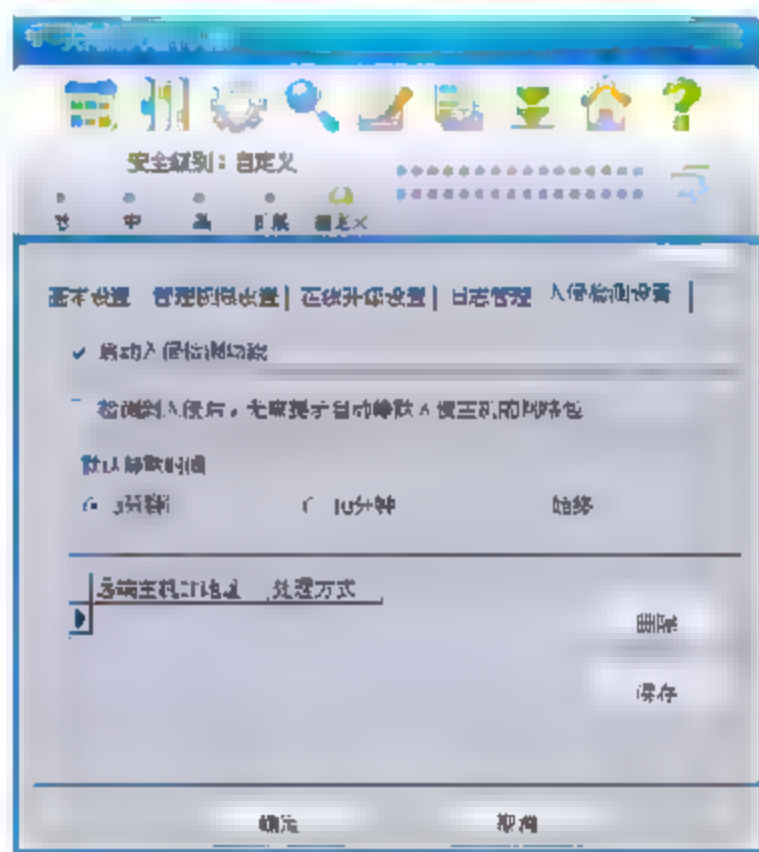 安全级别：自定义
中 高 扩展 自定义
基本设置 管理权限设置 在线升级设置 日志管理 入侵检测设置
启动入侵检测功能
检测到入侵后，无需提示自动静默入侵主机的网络包
默认静默时间
10分钟 始终
远端主机IP地址 处理方式
删除
保存
确定 取消